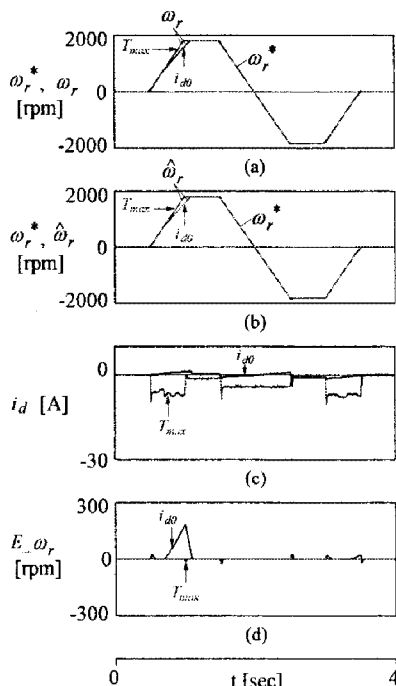 2000
ω_r
T_max
i_d0
ω_r^*
ω_r^*, ω_r
[rpm]
0
-2000
(a)
2000
ω̂_r
T_max
i_d0
ω_r^*
ω_r^*, ω̂_r
[rpm]
0
-2000
(b)
0
i_d0
i_d [A]
T_max
-30
(c)
300
i_d0
E_ω_r
[rpm]
0
T_max
-300
(d)
0
t [sec]
4